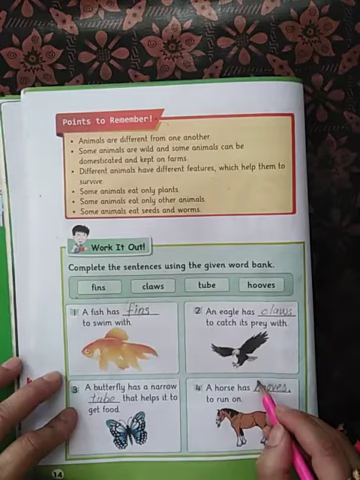 Points to Remember!
• Animals are different from one another.
• Some animals are wild and some animals can be
domesticated and kept on farms.
• Different animals have different features, which help them to
survive
• Some animals eat only plants.
• Some animals eat only other animals.
• Some animals eat seeds and worms.
Work It Out!
Complete the sentences using the given word bank.
fins claws tube hooves
1 A fish has fins
to swim with.
2 An eagle has claws
to catch its prey with.
3 A butterfly has a narrow
tube that helps it to
get food.
4 A horse has hooves.
to run on.
14